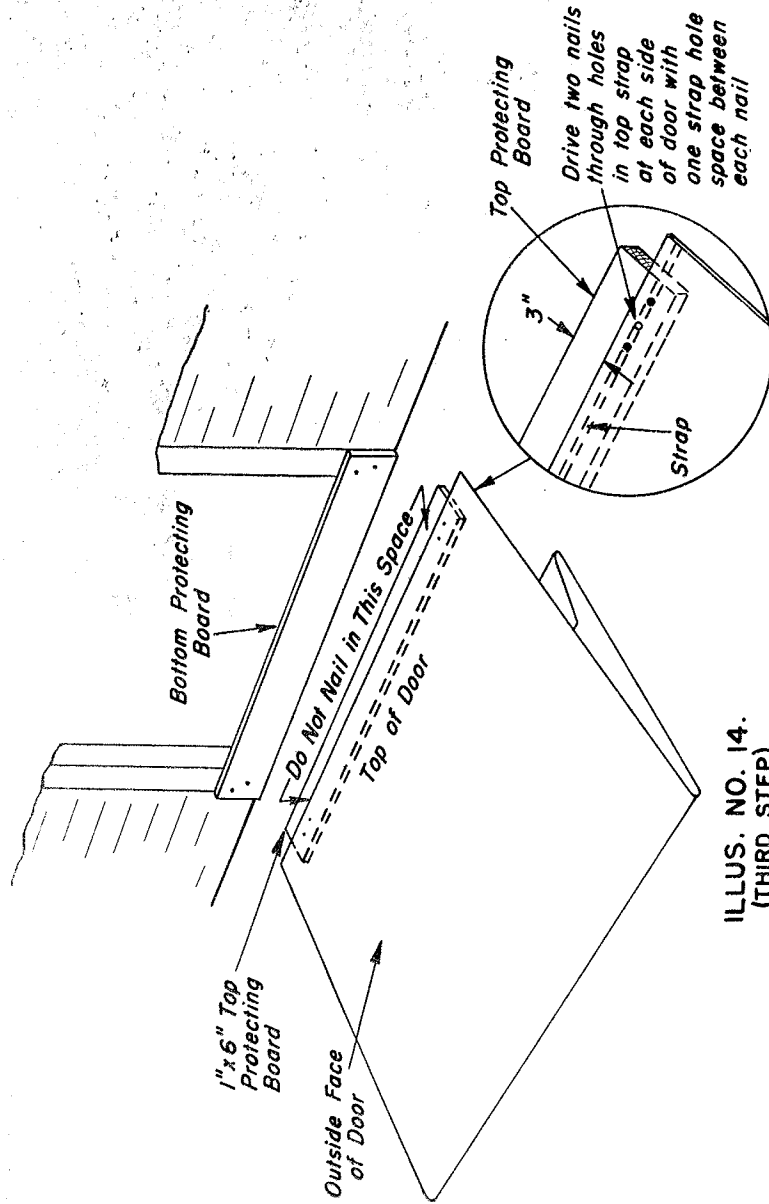 Bottom Protecting
Board
1"x6" Top
Protecting
Board
Do Not Nail in This Space
Top of Door
Outside Face
of Door
Top Protecting
Board
3"
Drive two nails
through holes
in top strap
at each side
of door with
one strap hole
space between
each nail
Strap
ILLUS. NO. 14.
(THIRD STEP)